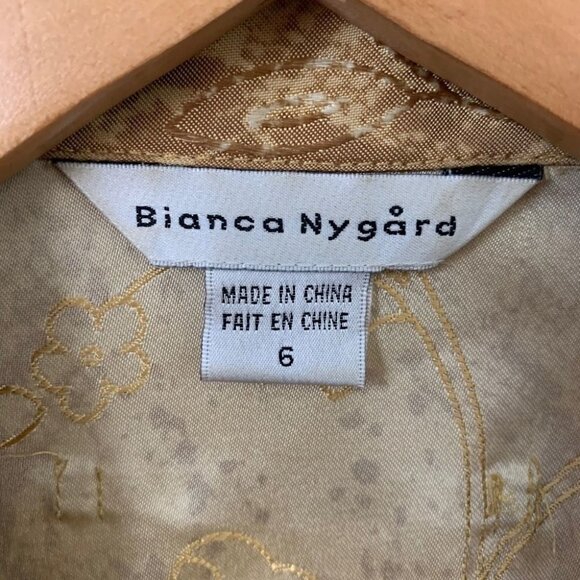 Bianca Nygård
MADE IN CHINA
FAIT EN CHINE
6